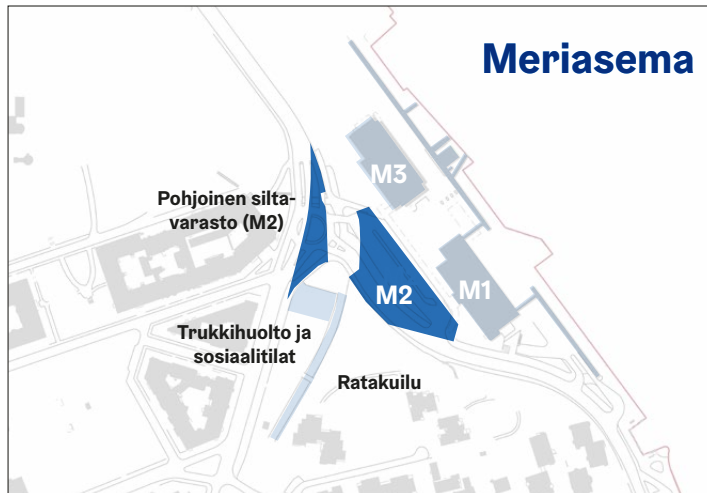 Meriasema
M3
Pohjoinen silta-
varasto (M2)
M2
M1
Trukkihuolto ja
sosiaalitilat
Ratakuilu